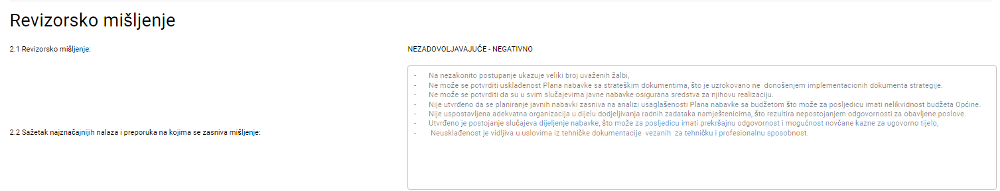 Revizorsko mišljenje
2.1 Revizorsko mišljenje:
NEZADOVOLJAVAJUĆE - NEGATIVNO
- Na nezakonito postupanje ukazuje veliki broj uvaženih žalbi,
- Ne može se potvrditi usklađenost Plana nabavke sa strateškim dokumentima, što je uzrokovano ne donošenjem implementacionih dokumenta strategije.
- Ne može se potvrditi da su u svim slučajevima javne nabavke osigurana sredstva za njihovu realizaciju.
- Nije utvrđeno da se planiranje javnih nabavki zasniva na analizi usaglašenosti Plana nabavke sa budžetom što može za posljedicu imati nelikvidnost budžeta Općine.
- Nije uspostavljena adekvatna organizacija u dijelu dodjeljivanja radnih zadataka namještenicima, što rezultira nepostojanjem odgovornosti za obavljene poslove.
- Utvrđeno je postojanje slučajeva dijeljenje nabavke, što može za posljedicu imati prekršajnu odgovornost i mogućnost novčane kazne za ugovorno tijelo,
- Neusklađenost je vidljiva u uslovima iz tehničke dokumentacije vezanih za tehničku i profesionalnu sposobnost.
2.2 Sažetak najznačajnijih nalaza i preporuka na kojima se zasniva mišljenje: